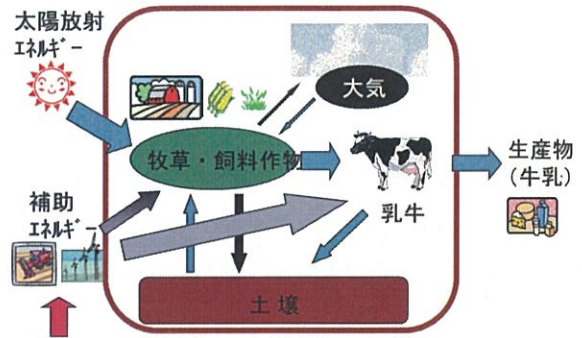 太陽放射
エネルギー
大気
牧草・飼料作物
生産物
(牛乳)
補助
エネルギー
乳牛
土壌